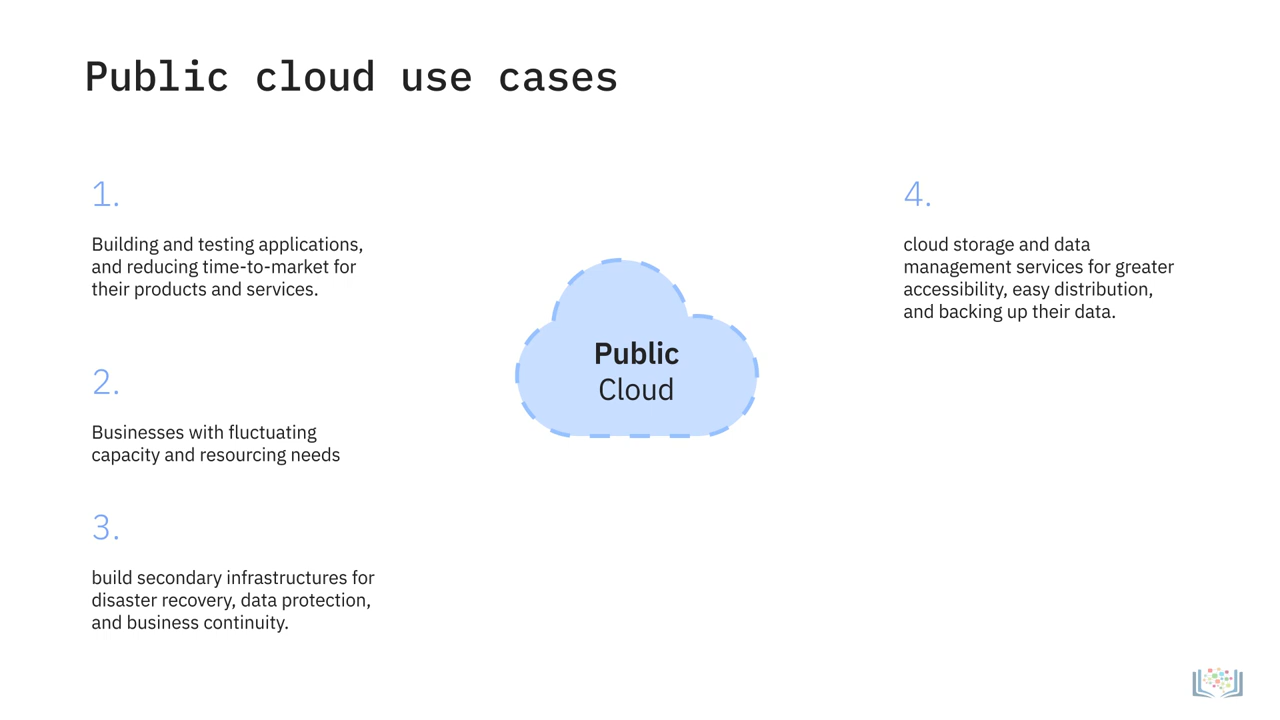 Public cloud use cases
1.
Building and testing applications,
and reducing time-to-market for
their products and services.
2.
Businesses with fluctuating
capacity and resourcing needs
3.
build secondary infrastructures for
disaster recovery, data protection,
and business continuity.
Public
Cloud
4.
cloud storage and data
management services for greater
accessibility, easy distribution,
and backing up their data.